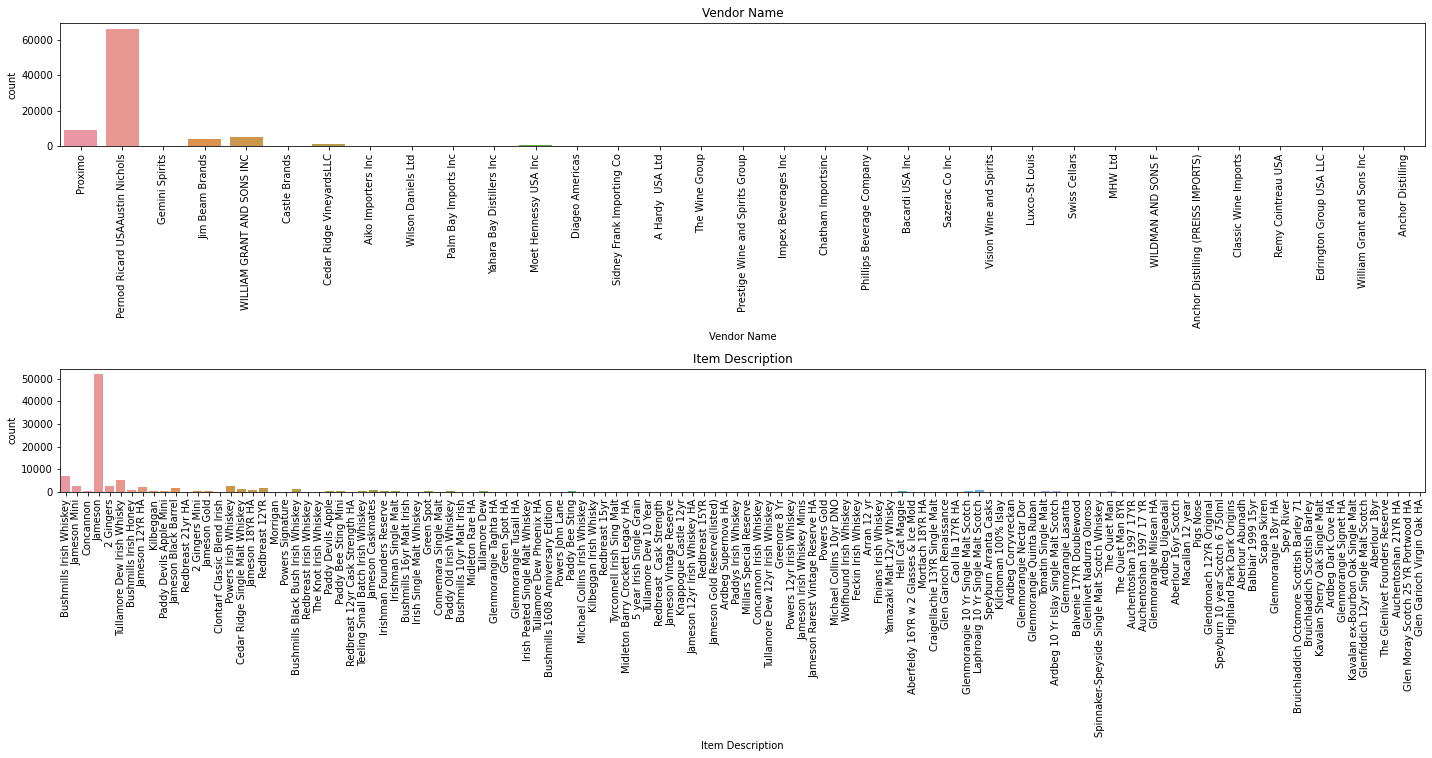 Vendor Name
60000
40000
20000
0
count
Proximo
Pernod Ricard USAAustin Nichols
Gemini Spirits
Jim Beam Brands
WILLIAM GRANT AND SONS INC
Castle Brands
Cedar Ridge VineyardsLLC
Aiko Importers Inc
Wilson Daniels Ltd
Palm Bay Imports Inc
Yahara Bay Distillers Inc
Moet Hennessy USA Inc
Diageo Americas
Sidney Frank Importing Co
A Hardy  USA Ltd
The Wine Group
Prestige Wine and Spirits Group
Impex Beverages Inc
Chatham Importsinc
Phillips Beverage Company
Bacardi USA Inc
Sazerac Co Inc
Vision Wine and Spirits
Luxco-St Louis
Swiss Cellars
MHW Ltd
WILDMAN AND SONS F
Anchor Distilling (PREISS IMPORTS)
Classic Wine Imports
Remy Cointreau USA
Edrington Group USA LLC
William Grant and Sons Inc
Anchor Distilling
Vendor Name
Item Description
50000
40000
30000
20000
10000
0
count
Bushmills Irish Whiskey
Jameson Mini
Concannon
Jameson
2 Gingers
Tullamore Dew Irish Whisky
Bushmills Irish Honey
Jameson 12YR HA
Kilbeggan
Paddy Devils Apple Mini
Jameson Black Barrel
Redbreast 21yr HA
2 Gingers Mini
Jameson Gold
Clontarf Classic Blend Irish
Powers Irish Whiskey
Cedar Ridge Single Malt Whiskey
Jameson 18YR HA
Redbreast 12YR
Morrigan
Powers Signature
Bushmills Black Bush Irish Whiskey
Redbreast Irish Whiskey
The Knot Irish Whiskey
Paddy Devils Apple
Paddy Bee Sting Mini
Redbreast 12yr Cask Strength HA
Teeling Small Batch Irish Whiskey
Jameson Caskmates
Irishman Founders Reserve
Irishman Single Malt
Bushmills 16yr Malt Irish
Irish Single Malt Whiskey
Green Spot
Connemara Single Malt
Paddy Old Irish Whiskey
Bushmills 10yr Malt Irish
Midleton Rare HA
Tullamore Dew
Glenmorangie Taghta HA
Green Spot HA
Glenmorangie Tusail HA
Irish Peated Single Malt Whiskey
Tullamore Dew Phoenix HA
Bushmills 1608 Anniversary Edition
Powers John Lane
Paddy Bee Sting
Michael Collins Irish Whiskey
Kilbeggan Irish Whiskey
Redbreast 15yr
Tyrconnell Irish Sing Malt
Midleton Barry Crockett Legacy HA
5 year Irish Single Grain
Tullamore Dew 10 Year
Redbreast  Cask Strength
Jameson Vintage Reserve
Knappogue Castle 12yr
Jameson 12yr Irish Whiskey HA
Redbreast 15YR
Jameson Gold Reserve(listed)
Ardbeg Supernova HA
Paddys Irish Whiskey
Millars Special Reserve
Concannon Irish Whiskey
Tullamore Dew 12yr Irish Whiskey
Greenore 8 Yr
Powers 12yr Irish Whiskey
Jameson Irish Whiskey Minis
Jameson Rarest Vintage Reserve HA
Powers Gold
Michael Collins 10yr DNO
Wolfhound Irish Whiskey
Feckin Irish Whiskey
Arran 12 yr
Finians Irish Whiskey
Yamazaki Malt 12yr Whisky
Hell Cat Maggie
Aberfeldy 16YR w 2 Glasses & Ice Mold
Mortlach 18YR HA
Craigellachie 13YR Single Malt
Glen Garioch Renaissance
Caol Ila 17YR HA
Glenmorangie 10 Yr Single Malt Scotch
Laphroaig 10 Yr Single Malt Scotch
Speyburn Arranta Casks
Kilchoman 100% Islay
Ardbeg Corryvrecken
Glenmorangie Nectar Dor
Glenmorangie Quinta Ruban
Tomatin Single Malt
Ardbeg 10 Yr Islay Single Malt Scotch
Glenmorangie Lasanta
Balvenie 17YR Doublewood
Glenlivet Nadurra Oloroso
Spinnaker-Speyside Single Malt Scotch Whiskey
The Quiet Man
The Quiet Man 8YR
Auchentoshan 1997 17YR
Auchentoshan 1997 17 YR
Glenmorangie Milsean HA
Ardbeg Uigeadail
Aberlour 16yr Scotch
Macallan 12 year
Pigs Nose
Glendronach 12YR Original
Speyburn 10 year Scotch 6 750ml
Highland Park Dark Origins
Aberlour Abunadh
Balblair 1999 15yr
Scapa Skiren
Glenmorangie 18yr HA
Spey River
Bruichladdich Octomore Scottish Barley 71
Bruichladdich Scottish Barley
Kavalan Sherry Oak Single Malt
Ardbeg Dark Cove HA
Glenmorangie Signet HA
Kavalan ex-Bourbon Oak Single Malt
Glenfiddich 12yr Single Malt Scotch
Aberlour 18yr
The Glenlivet Founders Reserve
Auchentoshan 21YR HA
Glen Moray Scotch 25 YR Portwood HA
Glen Garioch Virgin Oak HA
Item Description